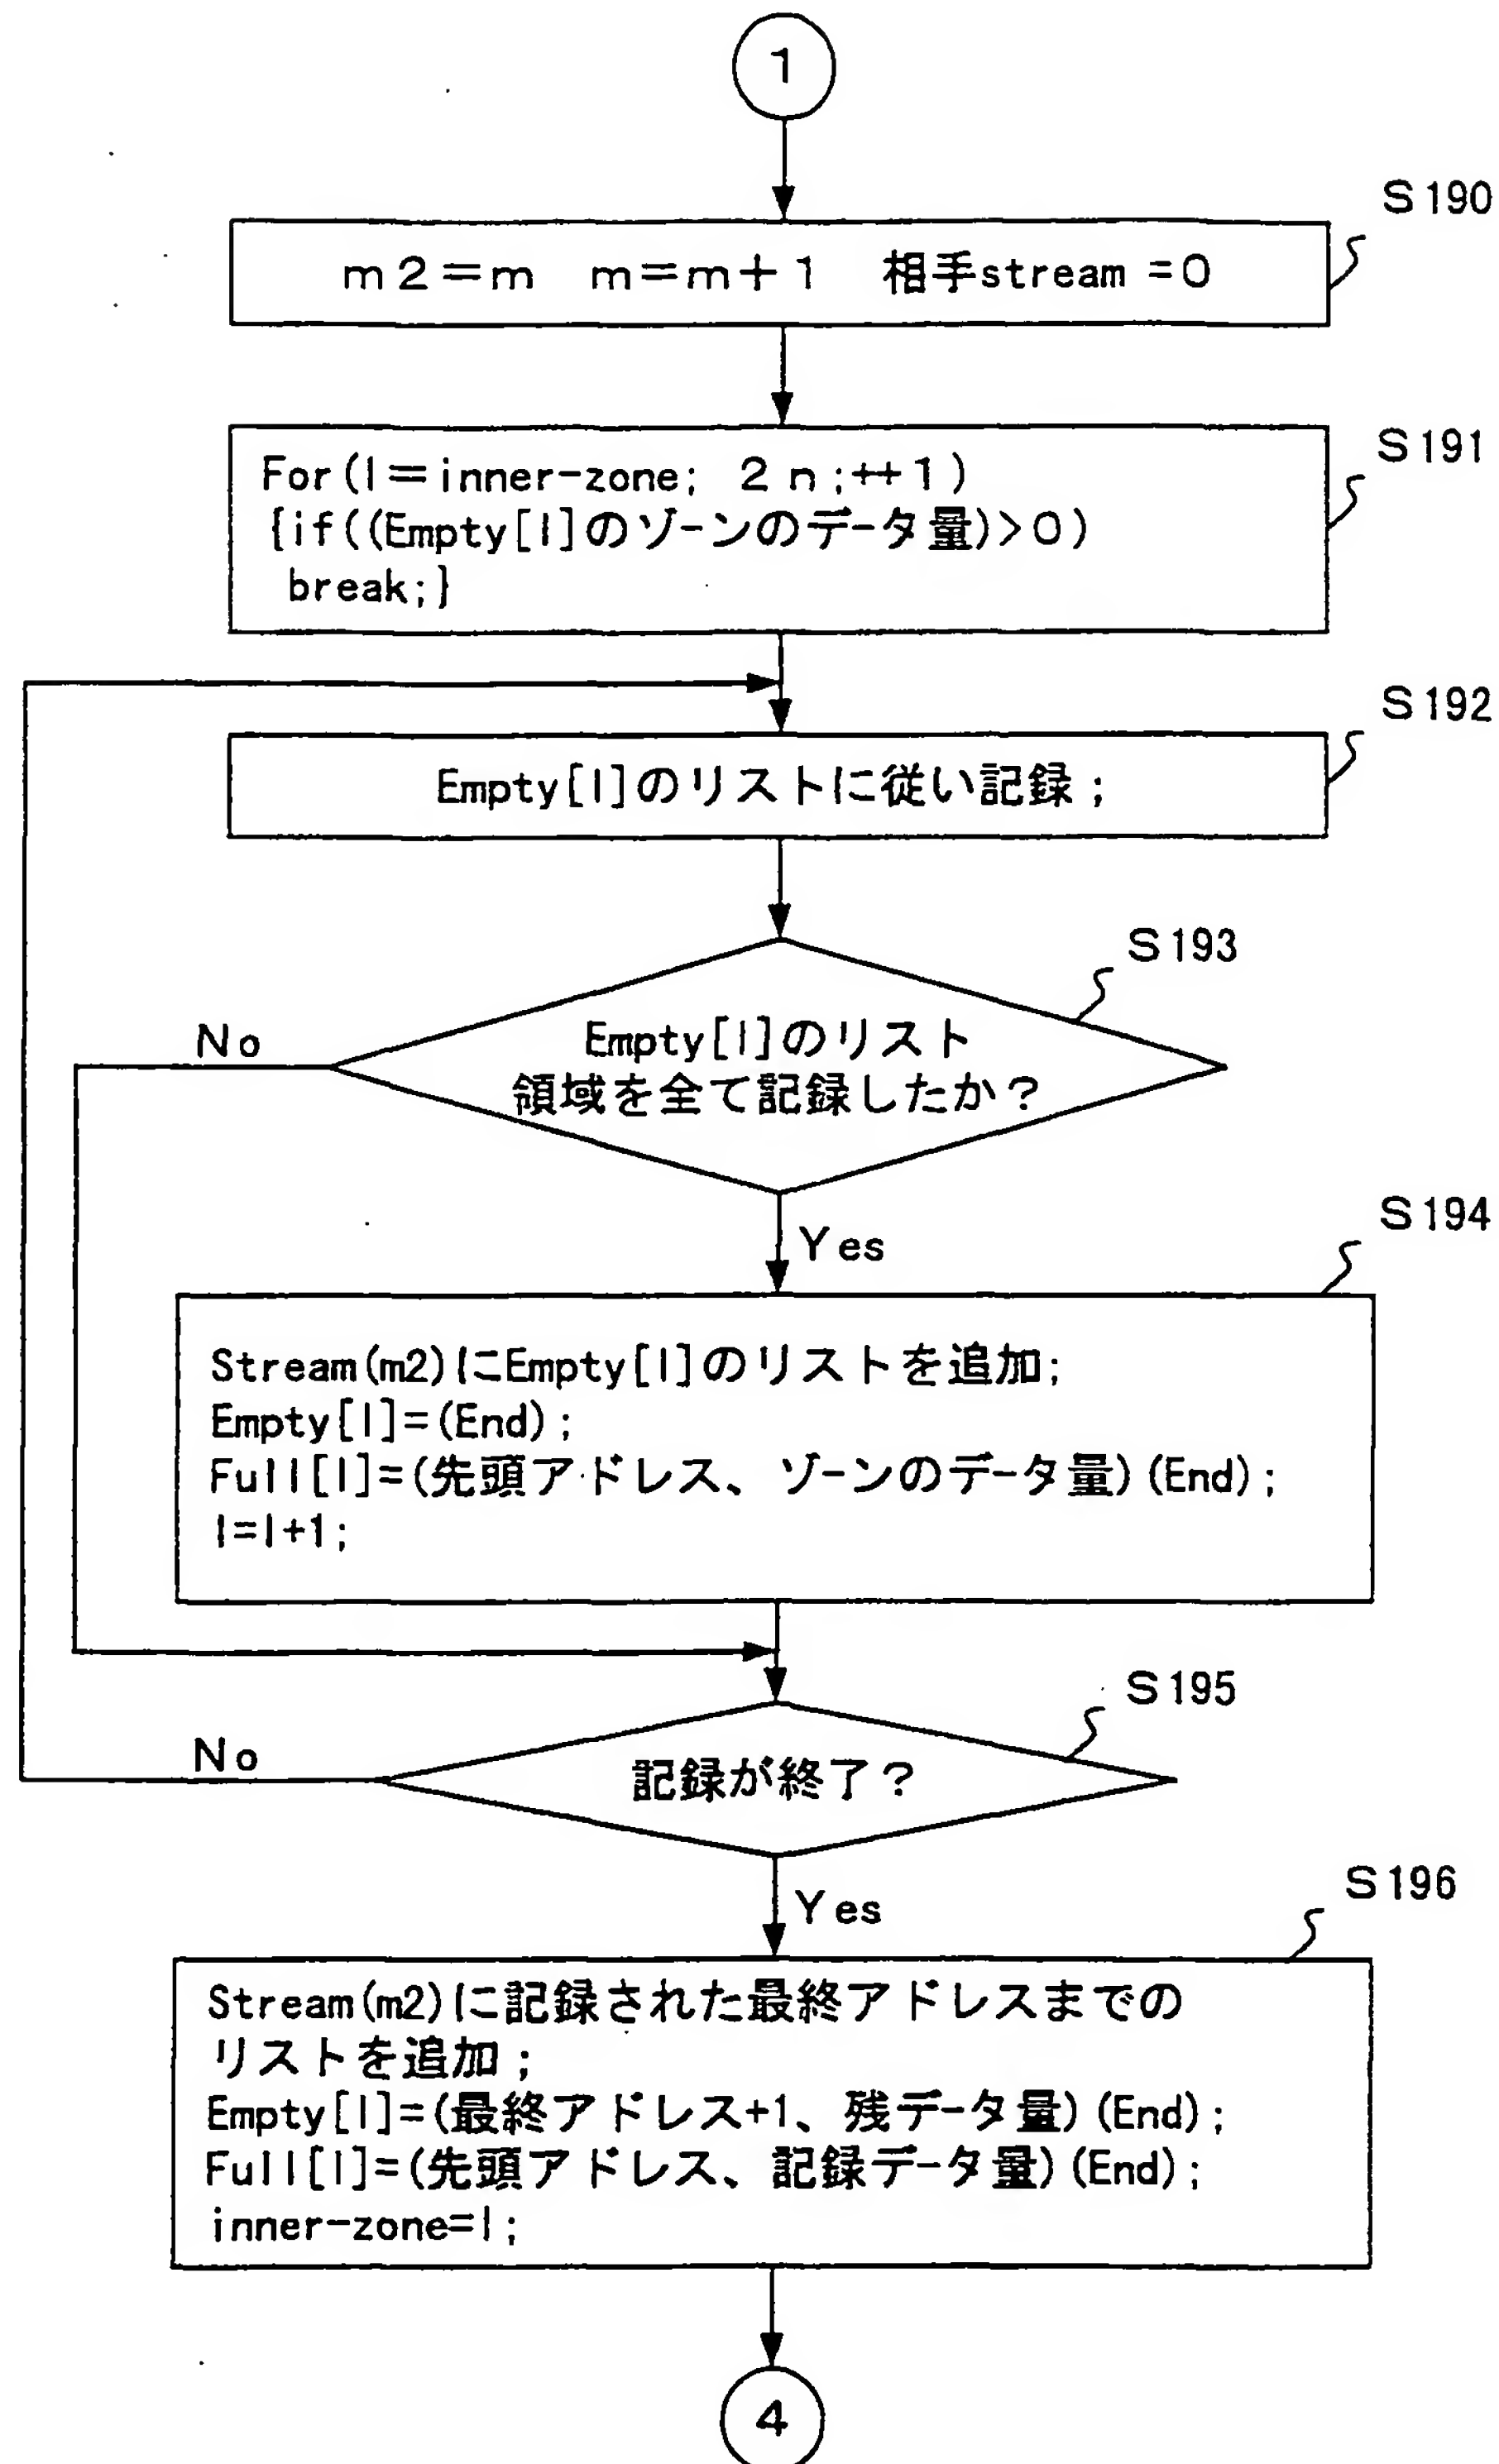 1
S190
m2=m m=m+1 相手stream =0
S191
For(l=inner-zone; 2n;++l)
{if((Empty[l]のゾーンのデータ量)>0)
break;}
S192
Empty[l]のリストに従い記録;
S193
Empty[l]のリスト
領域を全て記録したか?
No
Yes
S194
Stream(m2)にEmpty[l]のリストを追加;
Empty[l]=(End);
Full[l]=(先頭アドレス、ゾーンのデータ量)(End);
l=l+1;
S195
記録が終了?
No
Yes
S196
Stream(m2)に記録された最終アドレスまでの
リストを追加;
Empty[l]=(最終アドレス+1、残データ量)(End);
Full[l]=(先頭アドレス、記録データ量)(End);
inner-zone=l;
4